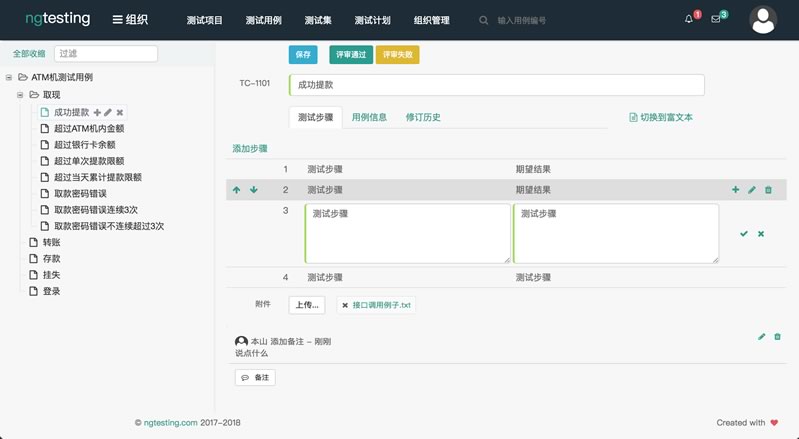 ngtesting 组织 测试项目 测试用例 测试集 测试计划 组织管理 输入用例编号 1 3
全部收缩 过滤
ATM机测试用例
取现
成功提款
超过ATM机内金额
超过银行卡余额
超过单次提款限额
超过当天累计提款限额
取款密码错误
取款密码错误连续3次
取款密码错误不连续超过3次
转账
存款
挂失
登录
保存 评审通过 评审失败
TC-1101 成功提款
测试步骤 用例信息 修订历史 切换到富文本
添加步骤
1 测试步骤 期望结果
2 测试步骤 期望结果
3 测试步骤 测试步骤
4 测试步骤 测试步骤
附件 上传... 接口调用例子.txt
本山 添加备注 – 刚刚
说点什么
备注
© ngtesting.com 2017-2018 Created with